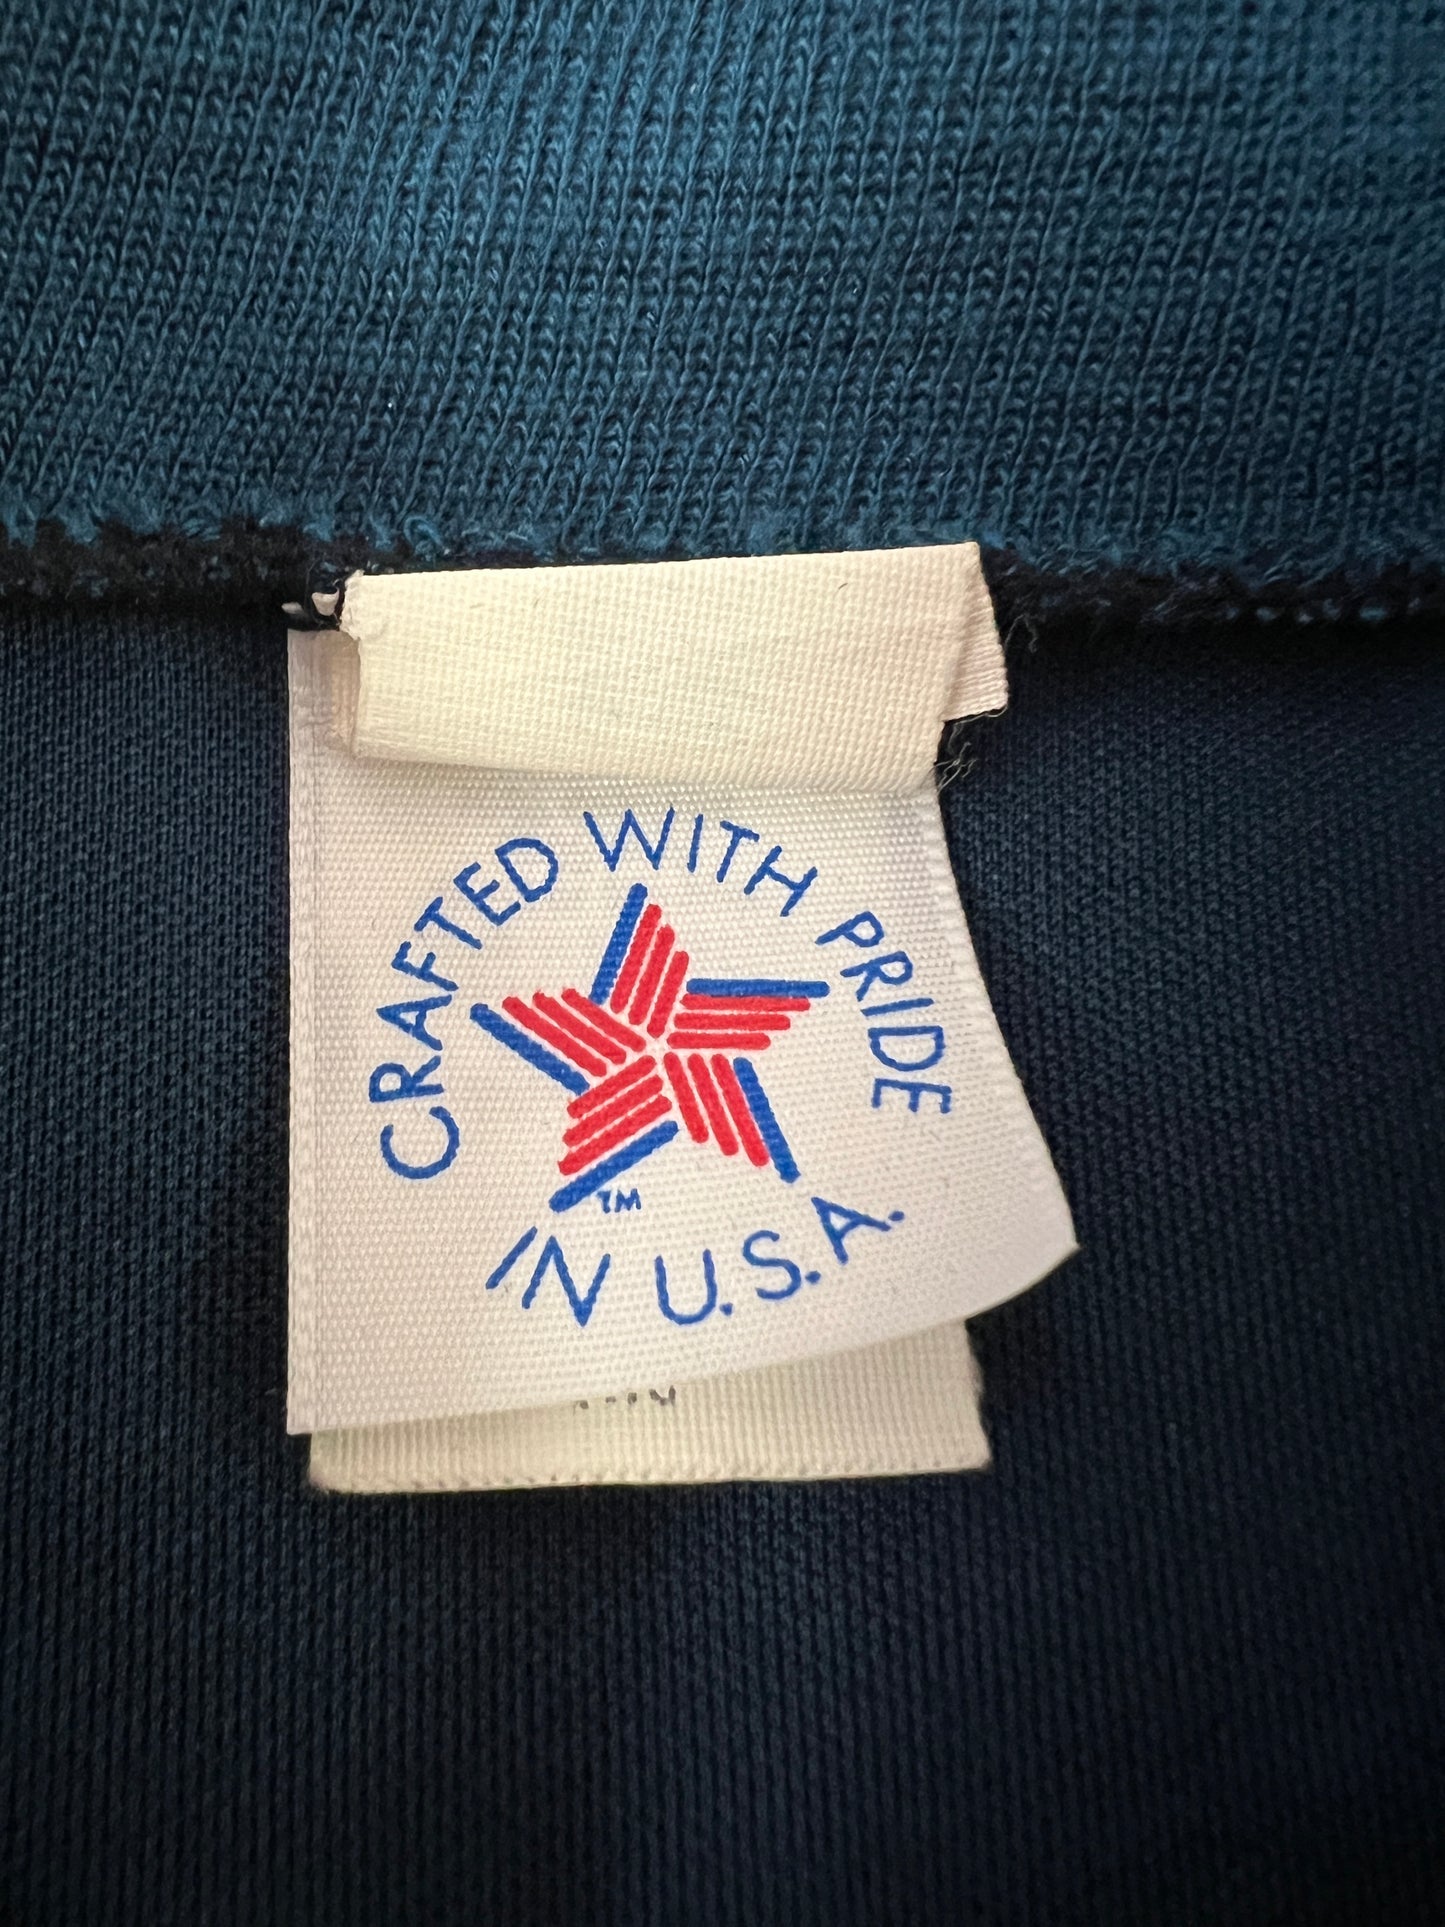 CRAFTED WITH PRIDE
TM
IN U.S.A.